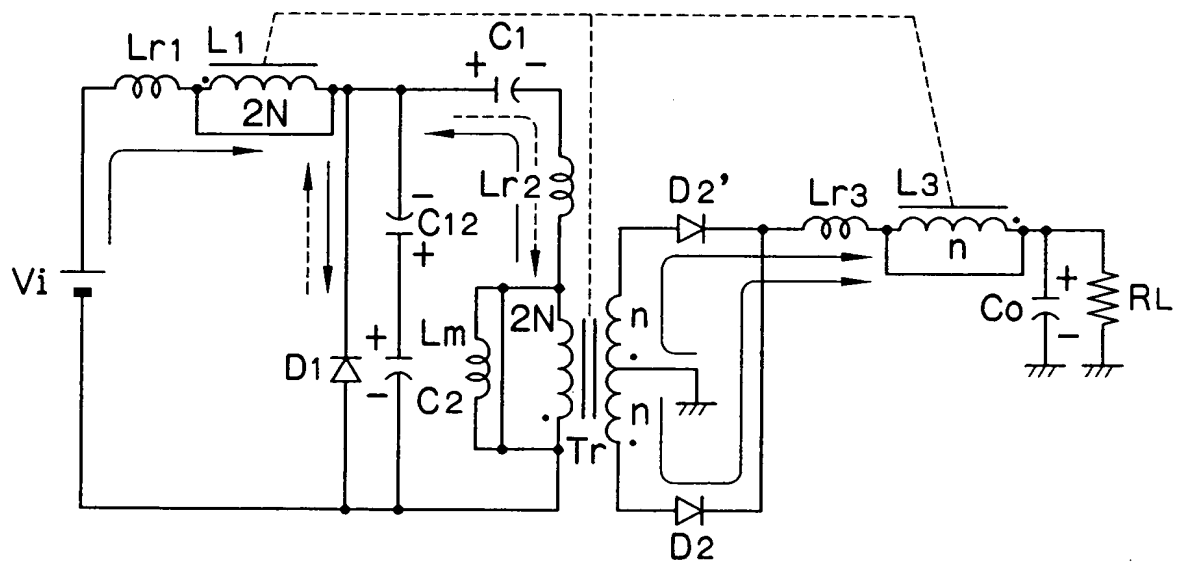 Lr1
L1
2N
C1
+ -
Lr2
-
C12
+
+
-
C2
D1
Vi
Lm
2N
Tr
n
n
D2'
D2
Lr3
L3
n
Co
+
-
RL